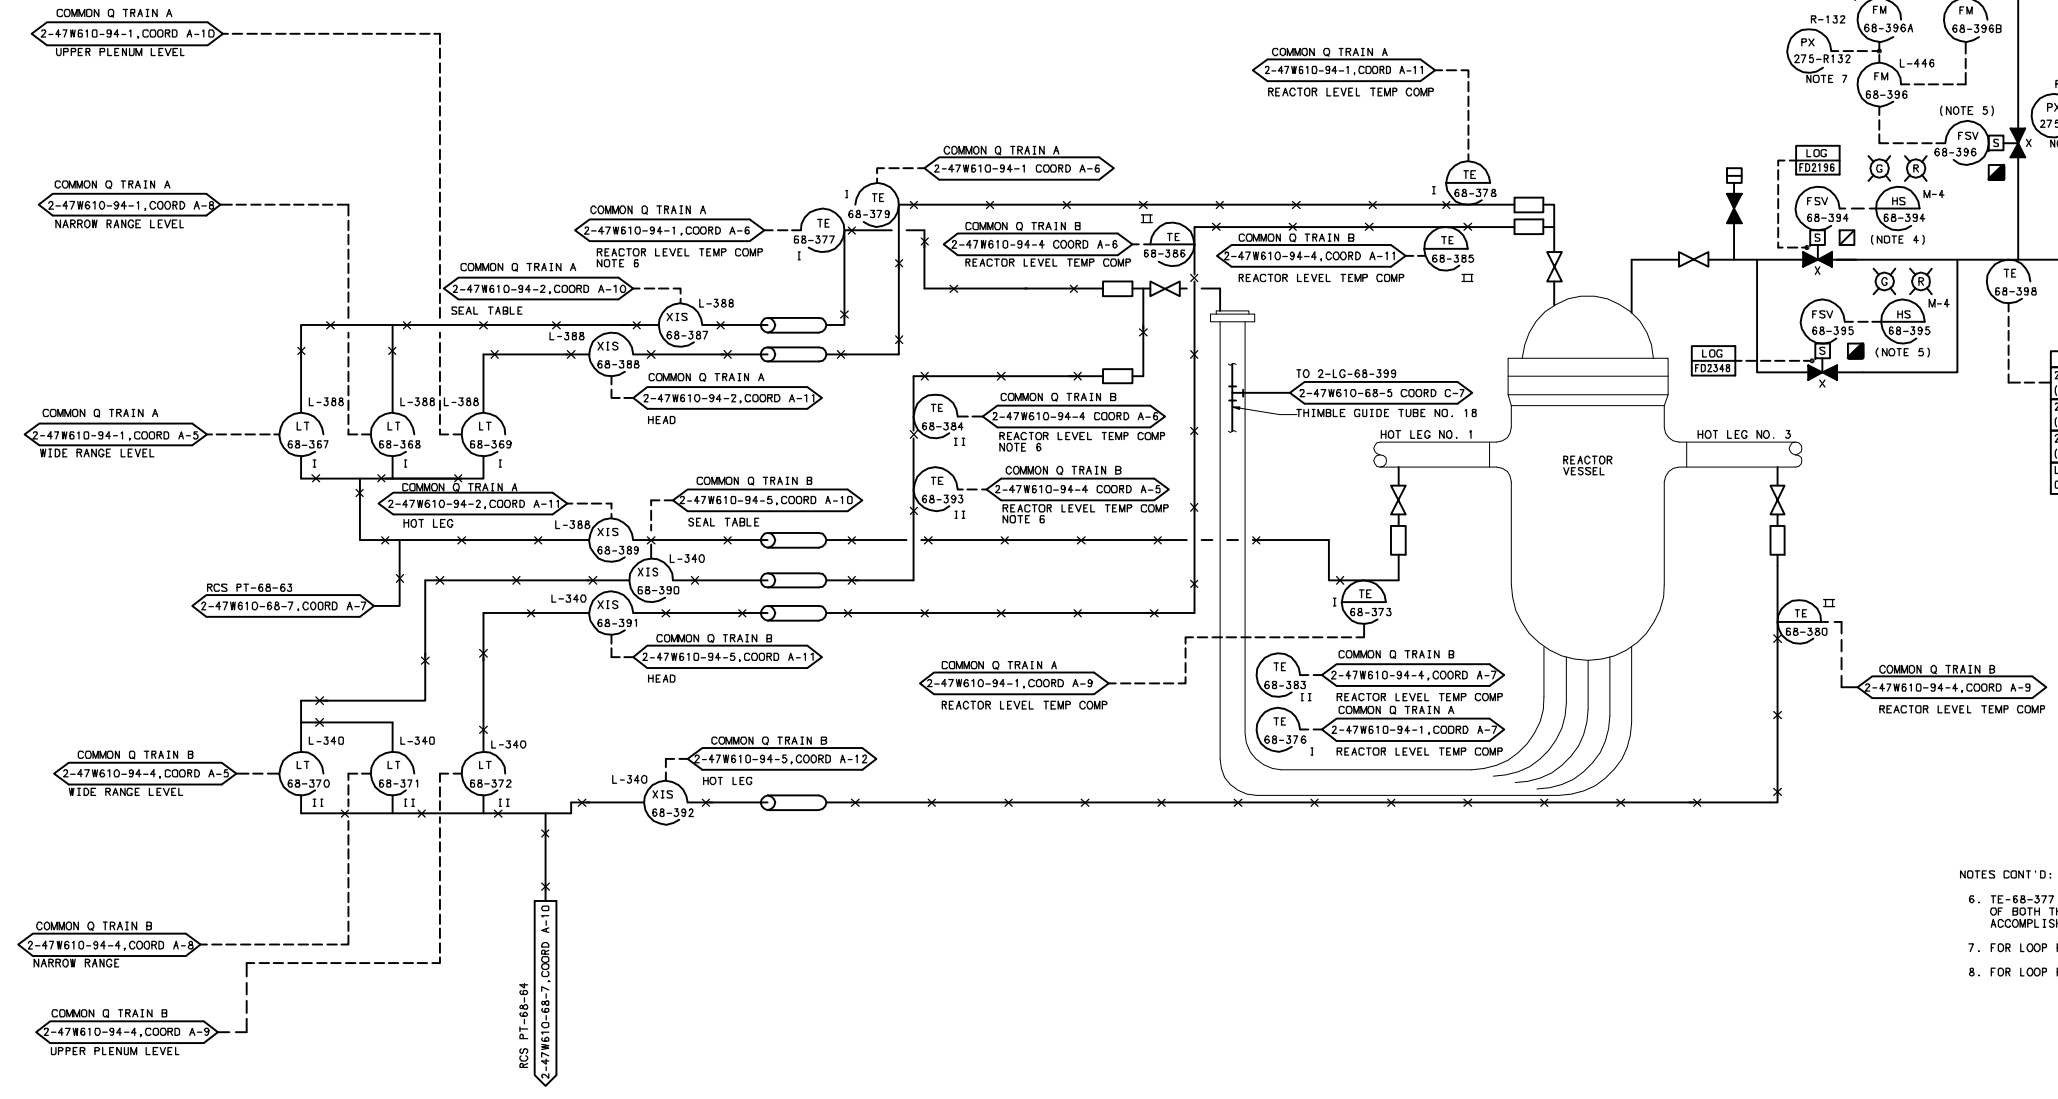 COMMON Q TRAIN A
2-47W610-94-1,COORD A-10
UPPER PLENUM LEVEL
COMMON Q TRAIN A
2-47W610-94-1,COORD A-8
NARROW RANGE LEVEL
COMMON Q TRAIN A
2-47W610-94-1,COORD A-5
WIDE RANGE LEVEL
L-388
LT
68-367
I
L-388
LT
68-368
I
L-388
LT
68-369
I
COMMON Q TRAIN A
2-47W610-94-1,COORD A-6
REACTOR LEVEL TEMP COMP
NOTE 6
TE
68-377
I
COMMON Q TRAIN A
2-47W610-94-1 COORD A-6
I
TE
68-379
COMMON Q TRAIN A
2-47W610-94-2,COORD A-10
SEAL TABLE
L-388
XIS
68-387
L-388
XIS
68-388
COMMON Q TRAIN A
2-47W610-94-2,COORD A-11
HEAD
COMMON Q TRAIN A
2-47W610-94-2,COORD A-11
HOT LEG
L-388
XIS
68-389
COMMON Q TRAIN B
2-47W610-94-5,COORD A-10
SEAL TABLE
L-340
XIS
68-390
L-340
XIS
68-391
COMMON Q TRAIN B
2-47W610-94-5,COORD A-11
HEAD
RCS PT-68-63
2-47W610-68-7,COORD A-7
COMMON Q TRAIN B
2-47W610-94-4,COORD A-5
WIDE RANGE LEVEL
L-340
LT
68-370
II
L-340
LT
68-371
II
L-340
LT
68-372
II
L-340
XIS
68-392
COMMON Q TRAIN B
2-47W610-94-5,COORD A-12
HOT LEG
COMMON Q TRAIN B
2-47W610-94-4,COORD A-8
NARROW RANGE
COMMON Q TRAIN B
2-47W610-94-4,COORD A-9
UPPER PLENUM LEVEL
RCS PT-68-64
2-47W610-68-7,COORD A-10
COMMON Q TRAIN A
2-47W610-94-1,COORD A-11
REACTOR LEVEL TEMP COMP
I
TE
68-378
COMMON Q TRAIN B
2-47W610-94-4 COORD A-6
REACTOR LEVEL TEMP COMP
II
TE
68-386
COMMON Q TRAIN B
2-47W610-94-4,COORD A-11
REACTOR LEVEL TEMP COMP
TE
68-385
II
TE
68-384
II
COMMON Q TRAIN B
2-47W610-94-4 COORD A-6
REACTOR LEVEL TEMP COMP
NOTE 6
TE
68-393
II
COMMON Q TRAIN B
2-47W610-94-4 COORD A-5
REACTOR LEVEL TEMP COMP
NOTE 6
TO 2-LG-68-399
2-47W610-68-5 COORD C-7
THIMBLE GUIDE TUBE NO. 18
HOT LEG NO. 1
HOT LEG NO. 3
REACTOR
VESSEL
I
TE
68-373
COMMON Q TRAIN A
2-47W610-94-1,COORD A-9
REACTOR LEVEL TEMP COMP
TE
68-383
II
COMMON Q TRAIN B
2-47W610-94-4,COORD A-7
REACTOR LEVEL TEMP COMP
TE
68-376
I
COMMON Q TRAIN A
2-47W610-94-1,COORD A-7
REACTOR LEVEL TEMP COMP
TE
68-380
II
COMMON Q TRAIN B
2-47W610-94-4,COORD A-9
REACTOR LEVEL TEMP COMP
R-132
FM
68-396A
FM
68-396B
PX
275-R132
NOTE 7
L-446
FM
68-396
(NOTE 5)
FSV
68-396
S
X
LOG
FD2196
G
R
M-4
FSV
68-394
S
HS
68-394
(NOTE 4)
X
G
R
M-4
FSV
68-395
S
HS
68-395
(NOTE 5)
X
LOG
FD2348
TE
68-398
NOTES CONT'D:
6. TE-68-377
OF BOTH
7. FOR LOOP
8. FOR LOOP